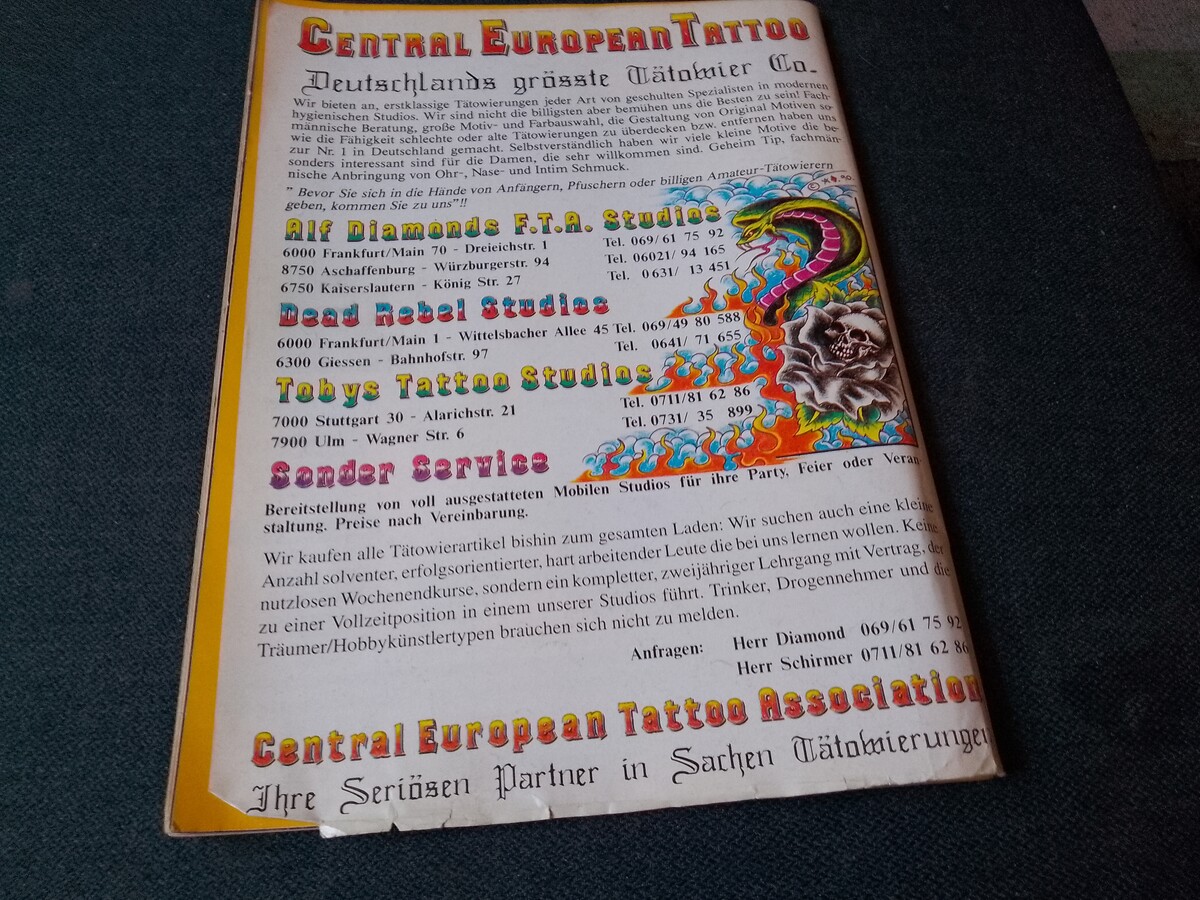 Central European Tattoo
Deutschlands grösste Tätowier Co.
Wir bieten an, erstklassige Tätowierungen jeder Art von geschulten Spezialisten in modernen
hygienischen Studios. Wir sind nicht die billigsten aber bemühen uns die Besten zu sein! Fach-
männische Beratung, große Motiv- und Farbauswahl, die Gestaltung von Original Motiven so-
wie die Fähigkeit schlechte oder alte Tätowierungen zu überdecken bzw. entfernen haben uns
zur Nr. 1 in Deutschland gemacht. Selbstverständlich haben wir viele kleine Motive die be-
sonders interessant sind für die Damen, die sehr willkommen sind. Geheim Tip, fachmän-
nische Anbringung von Ohr-, Nase- und Intim Schmuck.
” Bevor Sie sich in die Hände von Anfängern, Pfuschern oder billigen Amateur-Tätowierern
geben, kommen Sie zu uns”!!
Alf Diamonds F.T.A. Studios
6000 Frankfurt/Main 70 - Dreieichstr. 1 Tel. 069/61 75 92
8750 Aschaffenburg - Würzburgerstr. 94 Tel. 06021/ 94 165
6750 Kaiserslautern - König Str. 27 Tel. 0631/ 13 451
Dead Rebel Studios
6000 Frankfurt/Main 1 - Wittelsbacher Allee 45 Tel. 069/49 80 588
6300 Giessen - Bahnhofstr. 97 Tel. 0641/ 71 655
Tobys Tattoo Studios
7000 Stuttgart 30 - Alarichstr. 21 Tel. 0711/81 62 86
7900 Ulm - Wagner Str. 6 Tel. 0731/ 35 899
Sonder Service
Bereitstellung von voll ausgestatteten Mobilen Studios für ihre Party, Feier oder Veran
staltung. Preise nach Vereinbarung.
Wir kaufen alle Tätowierartikel bishin zum gesamten Laden: Wir suchen auch eine kleine
Anzahl solventer, erfolgsorientierter, hart arbeitender Leute die bei uns lernen wollen. Keine
nutzlosen Wochenendkurse, sondern ein kompletter, zweijähriger Lehrgang mit Vertrag, der
zu einer Vollzeitposition in einem unserer Studios führt. Trinker, Drogennehmer und die
Träumer/Hobbykünstlertypen brauchen sich nicht zu melden.
Anfragen: Herr Diamond 069/61 75 92
Herr Schirmer 0711/81 62 86
Central European Tattoo Association
Ihre Seriösen Partner in Sachen Tätowierungen